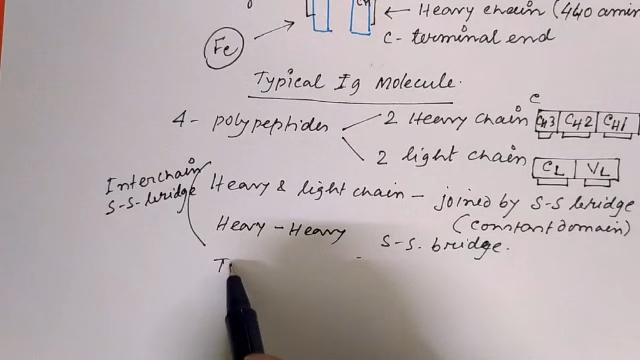 CH
← Heavy chain (440 amin
C- terminal end
Fc
Typical Ig Molecule.
4- polypeptides
2 Heavy chain
C
CH3 CH2 CH1
2 light chain
CL VL
Interchain
S-S-bridge
Heavy & light chain - joined by S-S bridge
(constant domain)
Heavy - Heavy S-S. bridge.
T